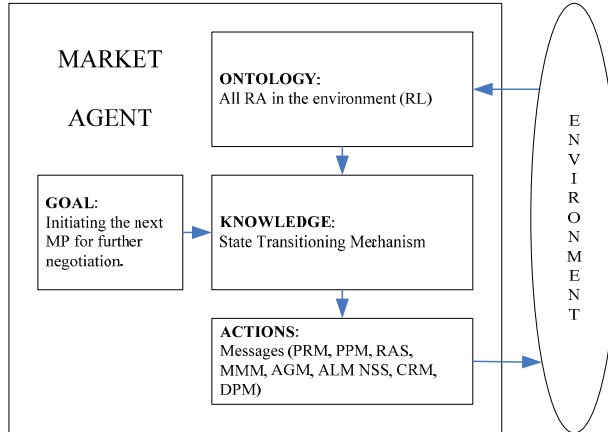 MARKET
AGENT
ONTOLOGY:
All RA in the environment (RL)
GOAL:
Initiating the next
MP for further
negotiation.
KNOWLEDGE:
State Transitioning Mechanism
ACTIONS:
Messages (PRM, PPM, RAS,
MMM, AGM, ALM NSS, CRM,
DPM)
ENVIRONMENT